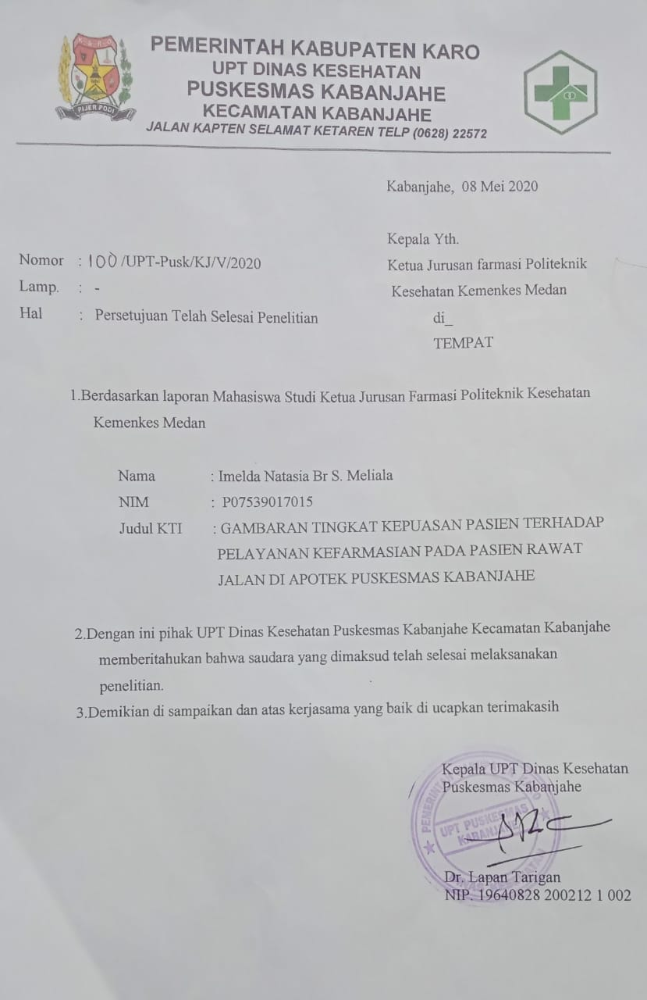 PEMERINTAH KABUPATEN KARO
UPT DINAS KESEHATAN
PUSKESMAS KABANJAHE
KECAMATAN KABANJAHE
JALAN KAPTEN SELAMAT KETAREN TELP (0628) 22572
PIJER PODI
Kabanjahe, 08 Mei 2020
Kepala Yth.
Nomor : 100 /UPT-Pusk/KJ/V/2020
Ketua Jurusan farmasi Politeknik
Lamp. : -
Kesehatan Kemenkes Medan
Hal : Persetujuan Telah Selesai Penelitian
di_
TEMPAT
1.Berdasarkan laporan Mahasiswa Studi Ketua Jurusan Farmasi Politeknik Kesehatan
Kemenkes Medan
Nama : Imelda Natasia Br S. Meliala
NIM : P07539017015
Judul KTI : GAMBARAN TINGKAT KEPUASAN PASIEN TERHADAP
PELAYANAN KEFARMASIAN PADA PASIEN RAWAT
JALAN DI APOTEK PUSKESMAS KABANJAHE
2.Dengan ini pihak UPT Dinas Kesehatan Puskesmas Kabanjahe Kecamatan Kabanjahe
memberitahukan bahwa saudara yang dimaksud telah selesai melaksanakan
penelitian.
3.Demikian di sampaikan dan atas kerjasama yang baik di ucapkan terimakasih
Kepala UPT Dinas Kesehatan
Puskesmas Kabanjahe
UPT PUSKESMAS
Dr. Lapan Tarigan
NIP. 19640828 200212 1 002